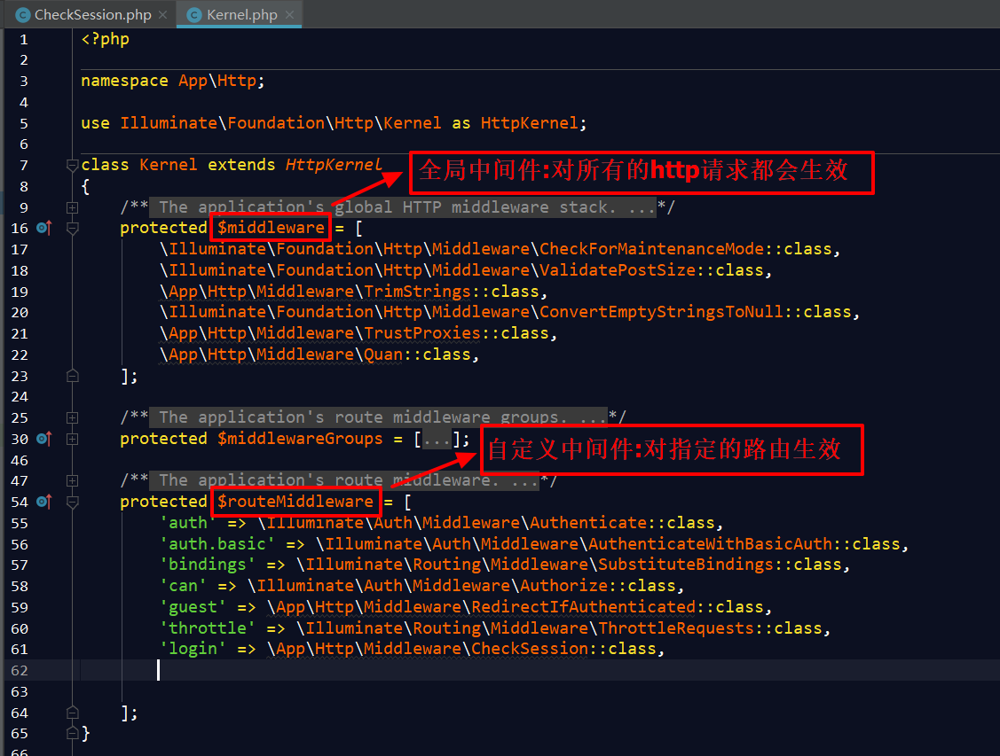 CheckSession.php × Kernel.php ×
1 <?php
2
3 namespace App\Http;
4
5 use Illuminate\Foundation\Http\Kernel as HttpKernel;
6
7 class Kernel extends HttpKernel
全局中间件:对所有的http请求都会生效
8 {
9 /** The application's global HTTP middleware stack. ...*/
16 protected $middleware = [
17 \Illuminate\Foundation\Http\Middleware\CheckForMaintenanceMode::class,
18 \Illuminate\Foundation\Http\Middleware\ValidatePostSize::class,
19 \App\Http\Middleware\TrimStrings::class,
20 \Illuminate\Foundation\Http\Middleware\ConvertEmptyStringsToNull::class,
21 \App\Http\Middleware\TrustProxies::class,
22 \App\Http\Middleware\Quan::class,
23 ];
24
25 /** The application's route middleware groups. ...*/
30 protected $middlewareGroups = [...];
自定义中间件:对指定的路由生效
46
47 /** The application's route middleware. ...*/
54 protected $routeMiddleware = [
55 'auth' => \Illuminate\Auth\Middleware\Authenticate::class,
56 'auth.basic' => \Illuminate\Auth\Middleware\AuthenticateWithBasicAuth::class,
57 'bindings' => \Illuminate\Routing\Middleware\SubstituteBindings::class,
58 'can' => \Illuminate\Auth\Middleware\Authorize::class,
59 'guest' => \App\Http\Middleware\RedirectIfAuthenticated::class,
60 'throttle' => \Illuminate\Routing\Middleware\ThrottleRequests::class,
61 'login' => \App\Http\Middleware\CheckSession::class,
62
63
64 ];
65 }
66